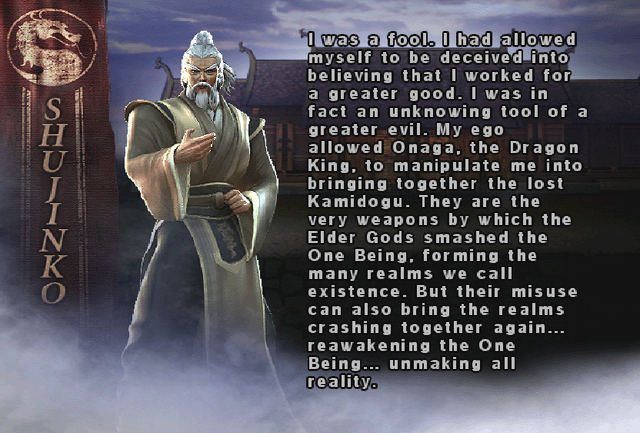 SHUJINKO
I was a fool. I had allowed
myself to be deceived into
believing that I worked for
a greater good. I was in
fact an unknowing tool of a
greater evil. My ego
allowed Onaga, the Dragon
King, to manipulate me into
bringing together the lost
Kamidogu. They are the
very weapons by which the
Elder Gods smashed the
One Being, forming the
many realms we call
existence. But their misuse
can also bring the realms
crashing together again...
reawakening the One
Being... unmaking all
reality.